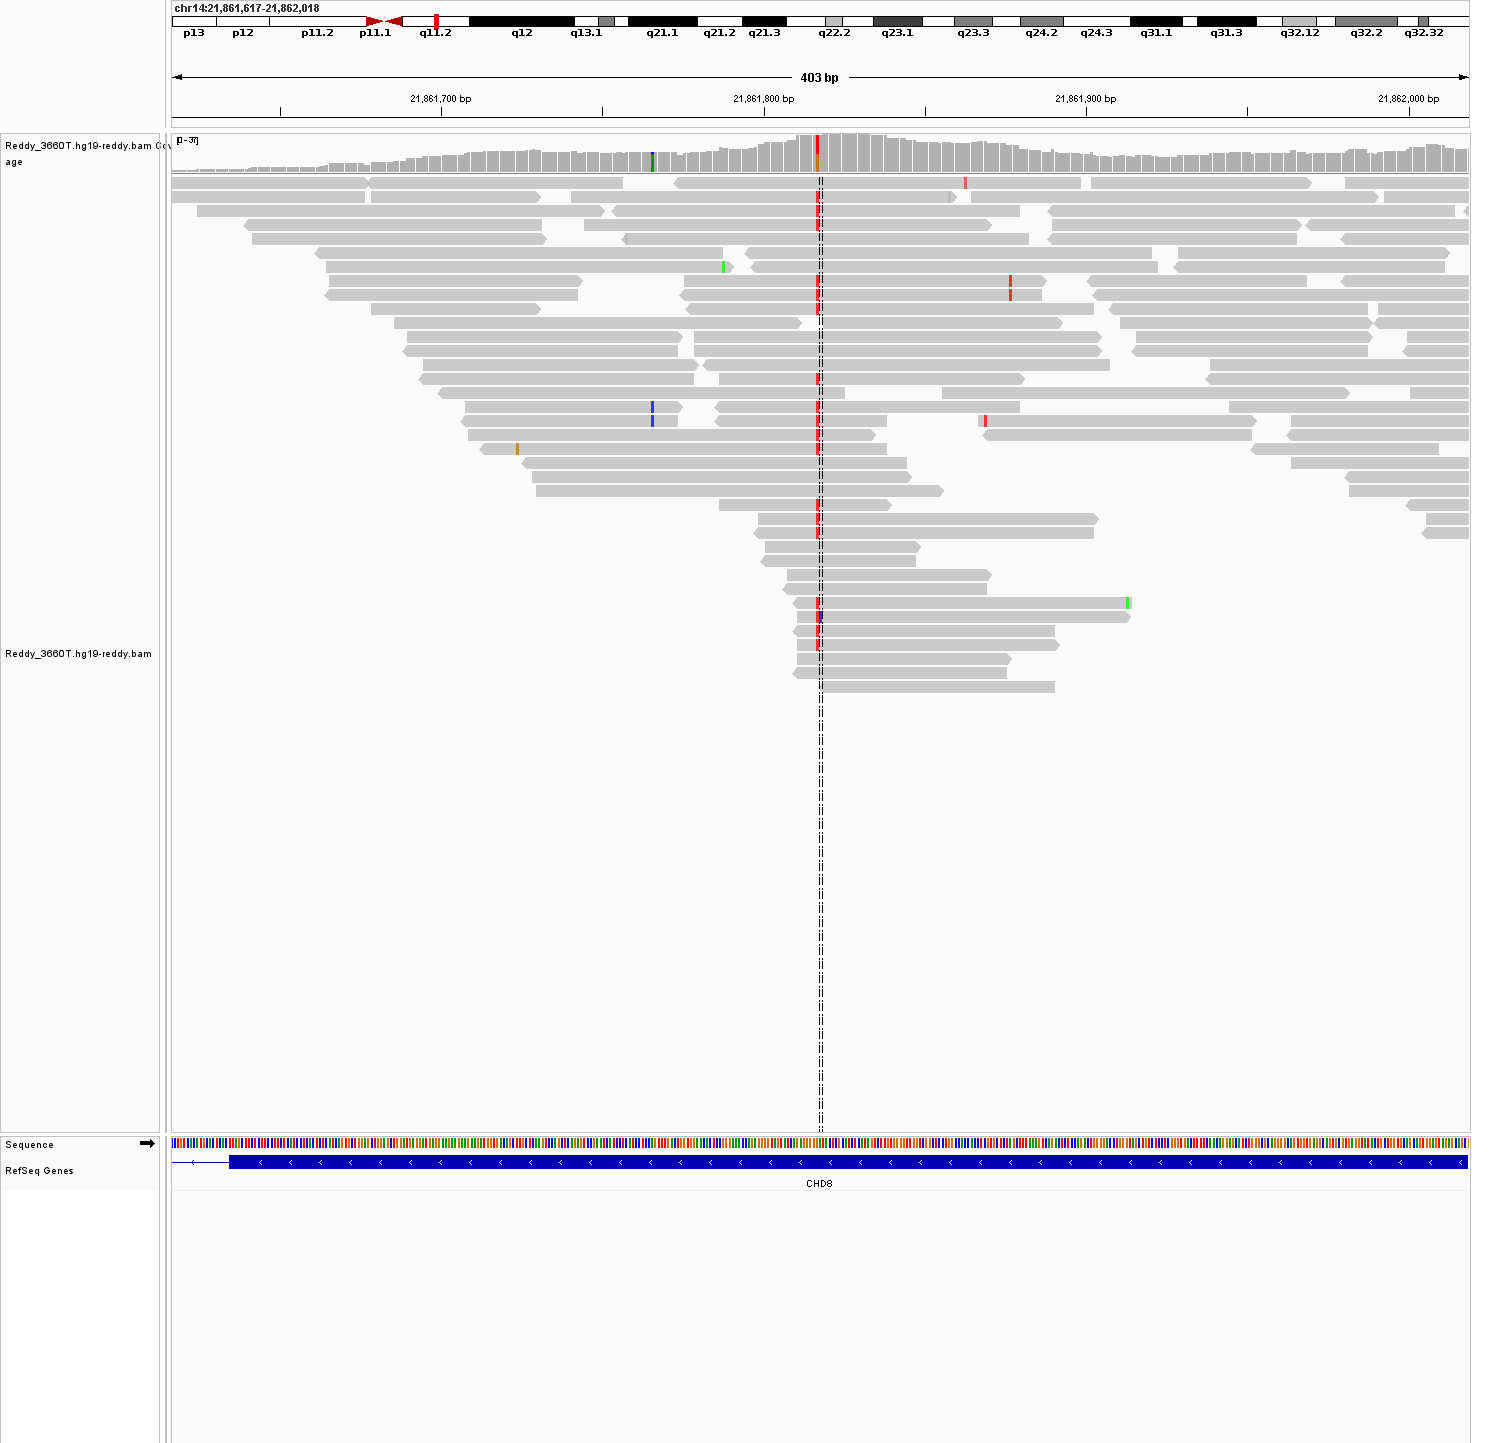 chr14:21,861,617-21,862,018
p13 p12 p11.2 p11.1 q11.2 q12 q13.1 q21.1 q21.2 q21.3 q22.2 q23.1 q23.3 q24.2 q24.3 q31.1 q31.3 q32.12 q32.2 q32.32
403 bp
21,861,700 bp 21,861,800 bp 21,861,900 bp 21,862,000 bp
Reddy_3660T.hg19-reddy.bam Cov
age
[0 - 37]
Reddy_3660T.hg19-reddy.bam
Sequence
RefSeq Genes
CHD8